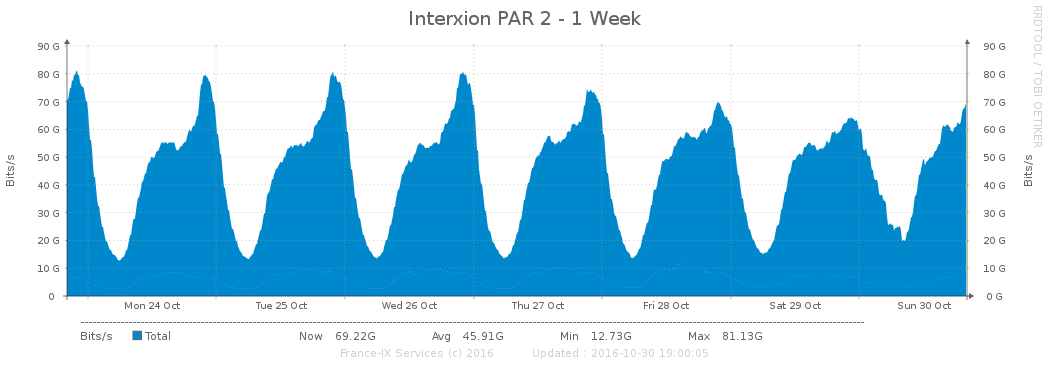 Interxion PAR 2 - 1 Week
RRDTOOL / TOBI OETIKER
90 G 90 G
80 G 80 G
70 G 70 G
60 G 60 G
50 G 50 G
40 G 40 G
30 G 30 G
20 G 20 G
10 G 10 G
0 0 G
Bits/s
Bits/s
Mon 24 Oct Tue 25 Oct Wed 26 Oct Thu 27 Oct Fri 28 Oct Sat 29 Oct Sun 30 Oct
Bits/s Total Now 69.22G Avg 45.91G Min 12.73G Max 81.13G
France-IX Services (c) 2016 Updated : 2016-10-30 19:00:05